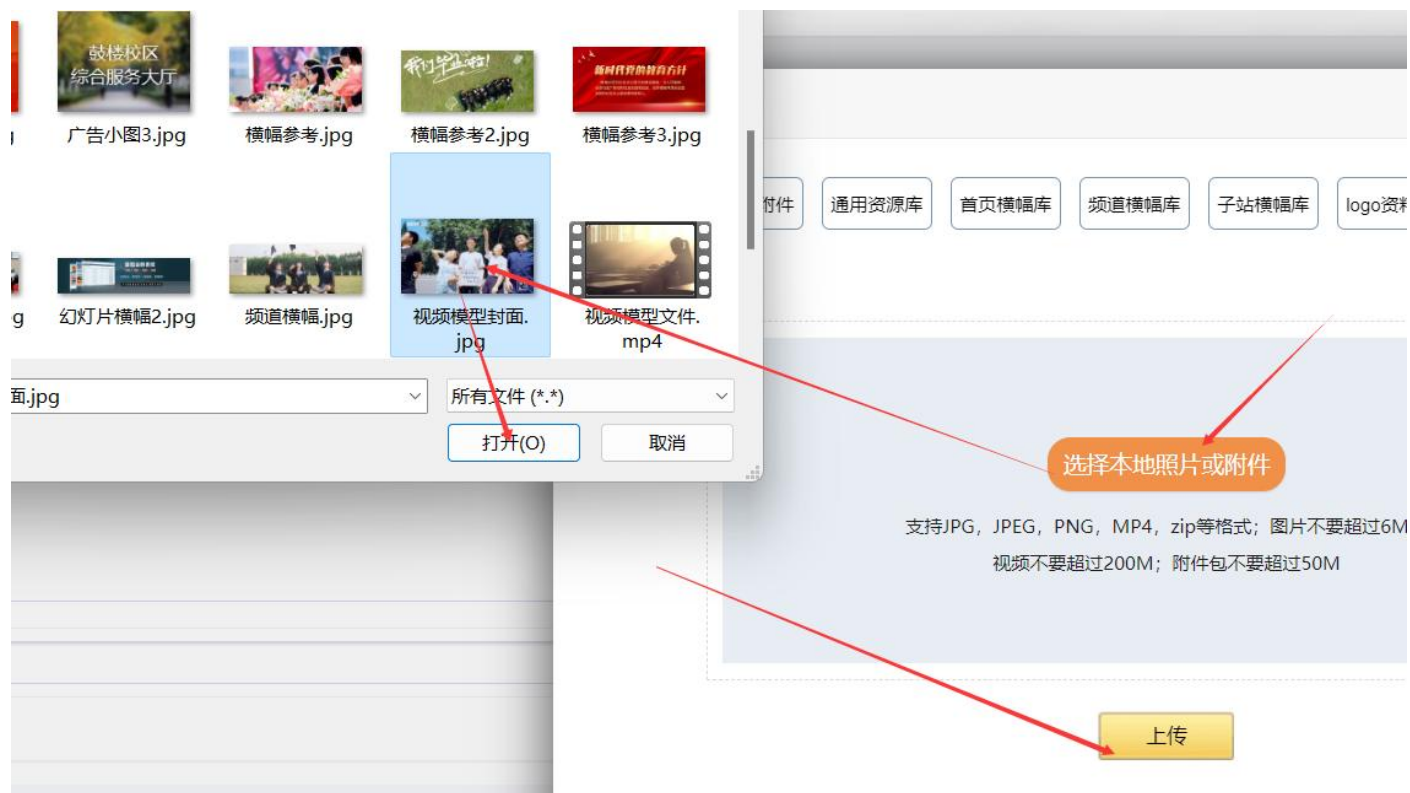 鼓楼校区
综合服务大厅
我们毕业啦!
新时代党的教育方针
广告小图3.jpg
横幅参考.jpg
横幅参考2.jpg
横幅参考3.jpg
附件
通用资源库
首页横幅库
频道横幅库
子站横幅库
logo资料
幻灯片横幅2.jpg
频道横幅.jpg
视频模型封面.
jpg
视频模型文件.
mp4
面.jpg
所有文件 (*.*)
打开(O)
取消
选择本地照片或附件
支持JPG，JPEG，PNG，MP4，zip等格式；图片不要超过6M
视频不要超过200M；附件包不要超过50M
上传